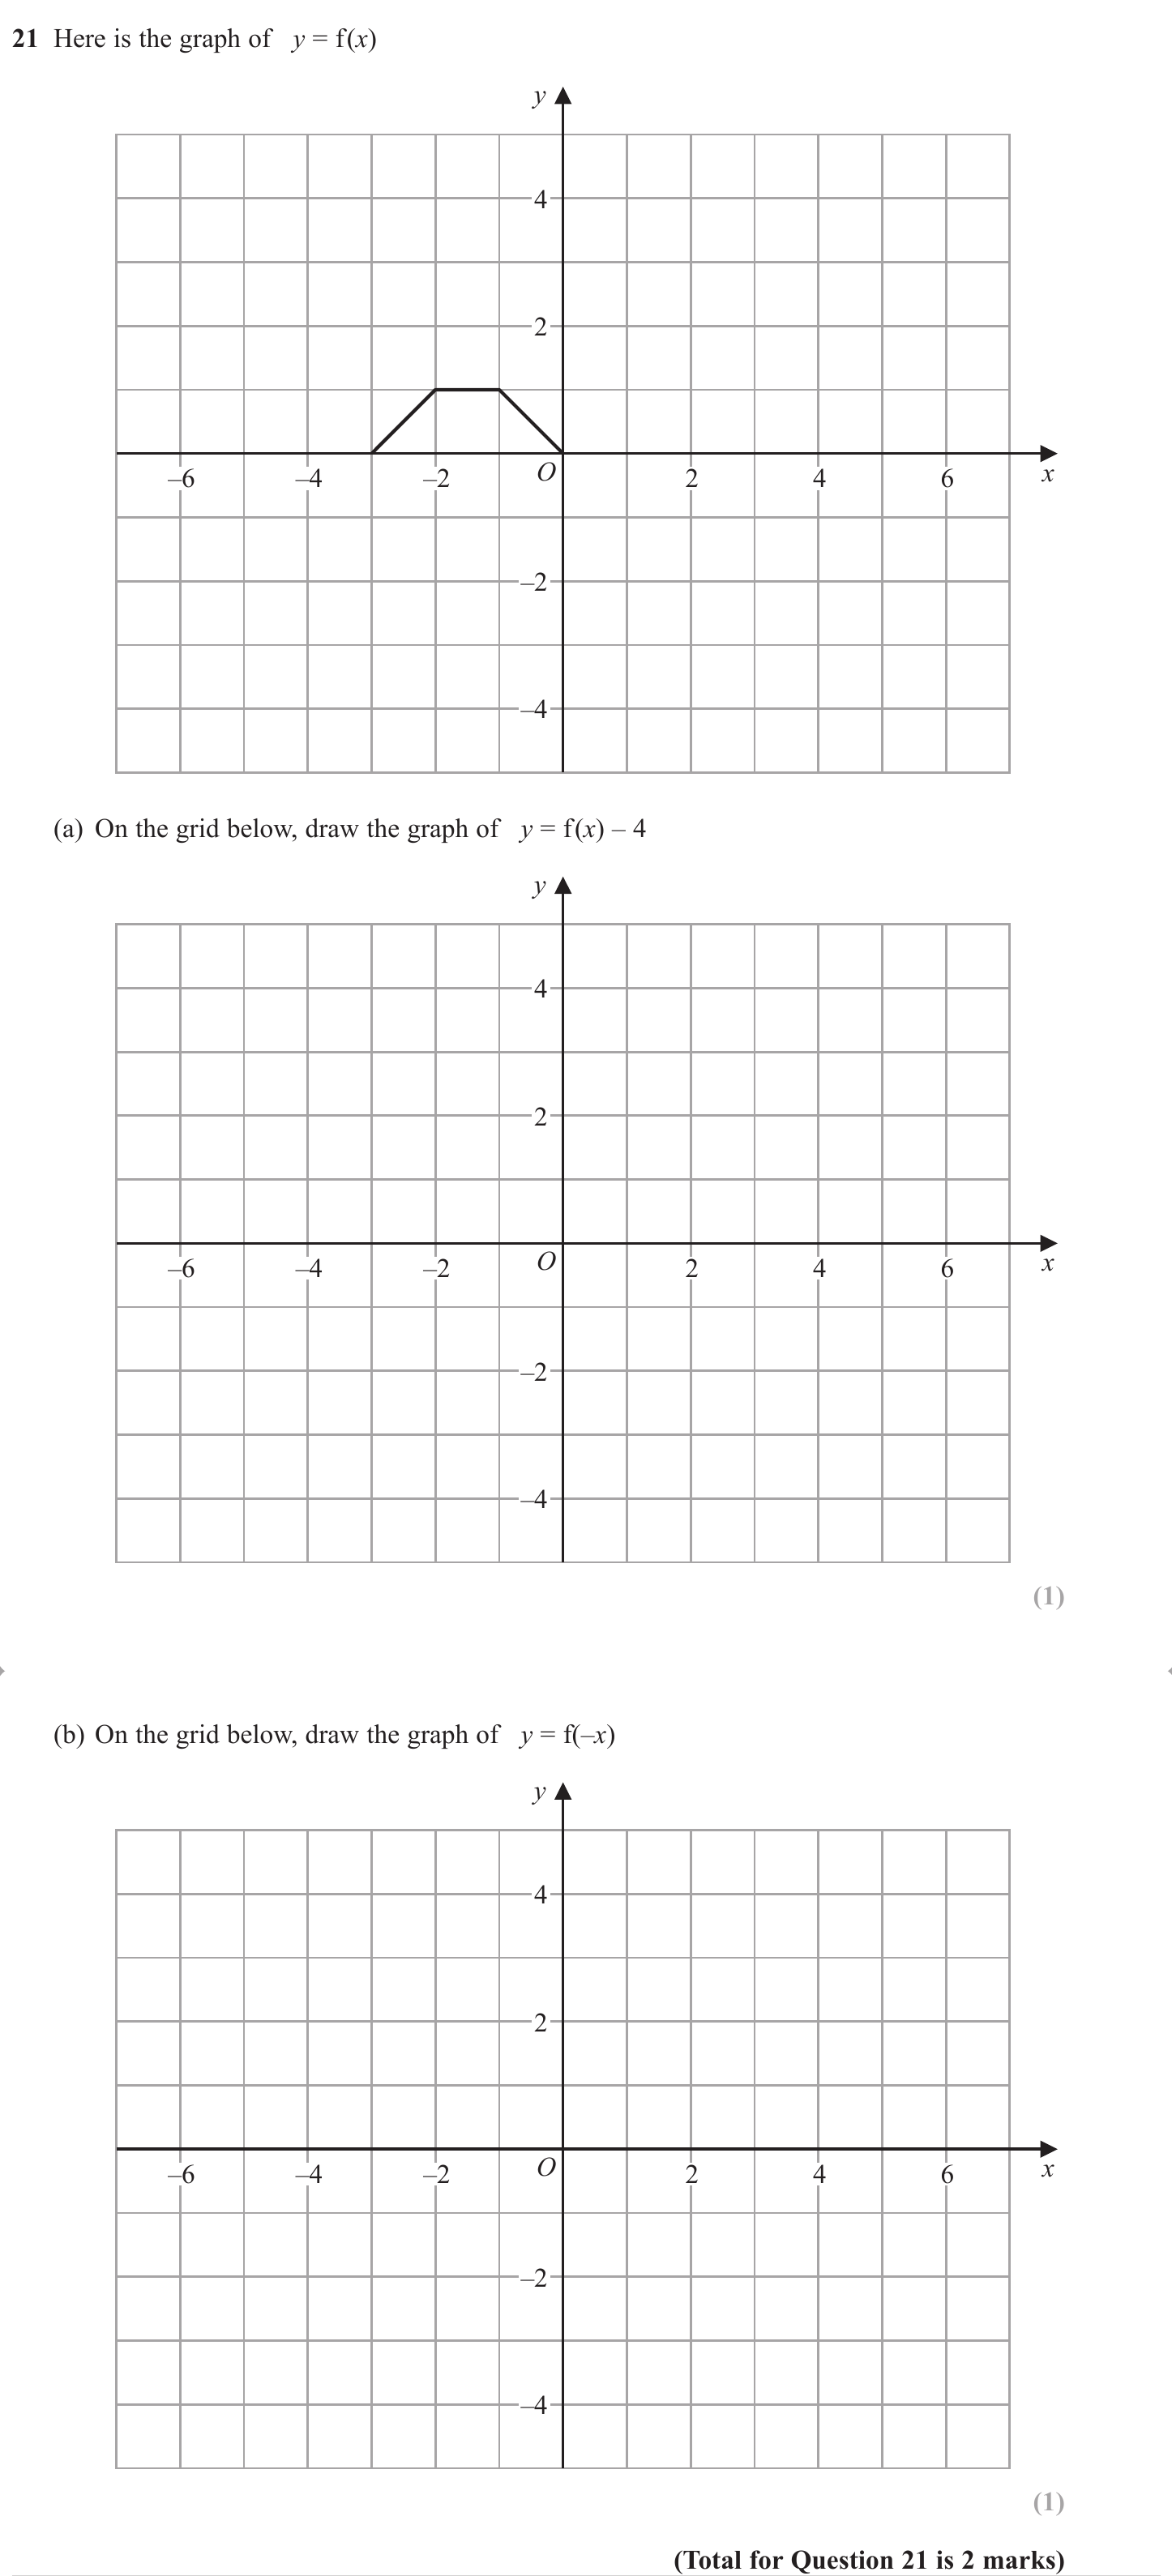 21 Here is the graph of y = f(x)
y
4
2
–6 –4 –2 O 2 4 6 x
–2
–4
(a) On the grid below, draw the graph of y = f(x) – 4
y
4
2
–6 –4 –2 O 2 4 6 x
–2
–4
(1)
(b) On the grid below, draw the graph of y = f(–x)
y
4
2
–6 –4 –2 O 2 4 6 x
–2
–4
(1)
(Total for Question 21 is 2 marks)